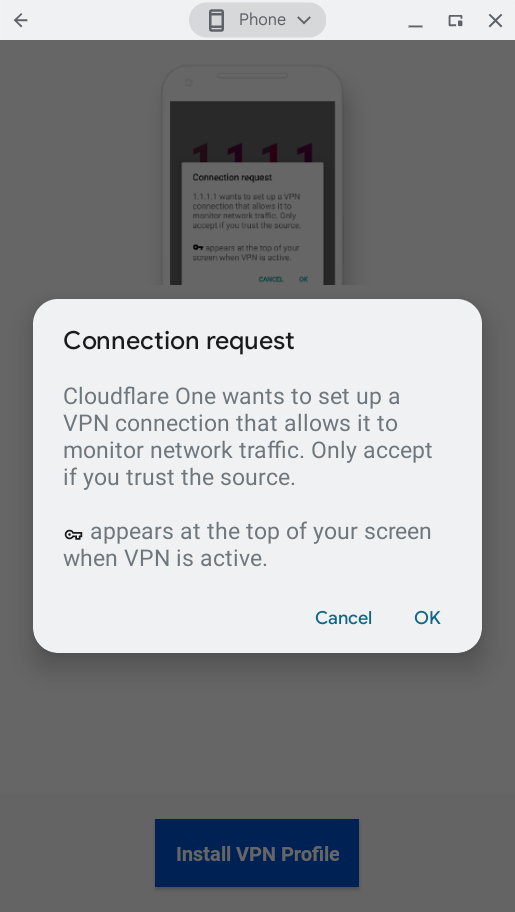 Phone
1.1.1.1
Connection request
1.1.1.1 wants to set up a VPN
connection that allows it to
monitor network traffic. Only
accept if you trust the source.
appears at the top of your
screen when VPN is active.
CANCEL OK
Connection request
Cloudflare One wants to set up a
VPN connection that allows it to
monitor network traffic. Only accept
if you trust the source.
appears at the top of your screen
when VPN is active.
Cancel OK
Install VPN Profile